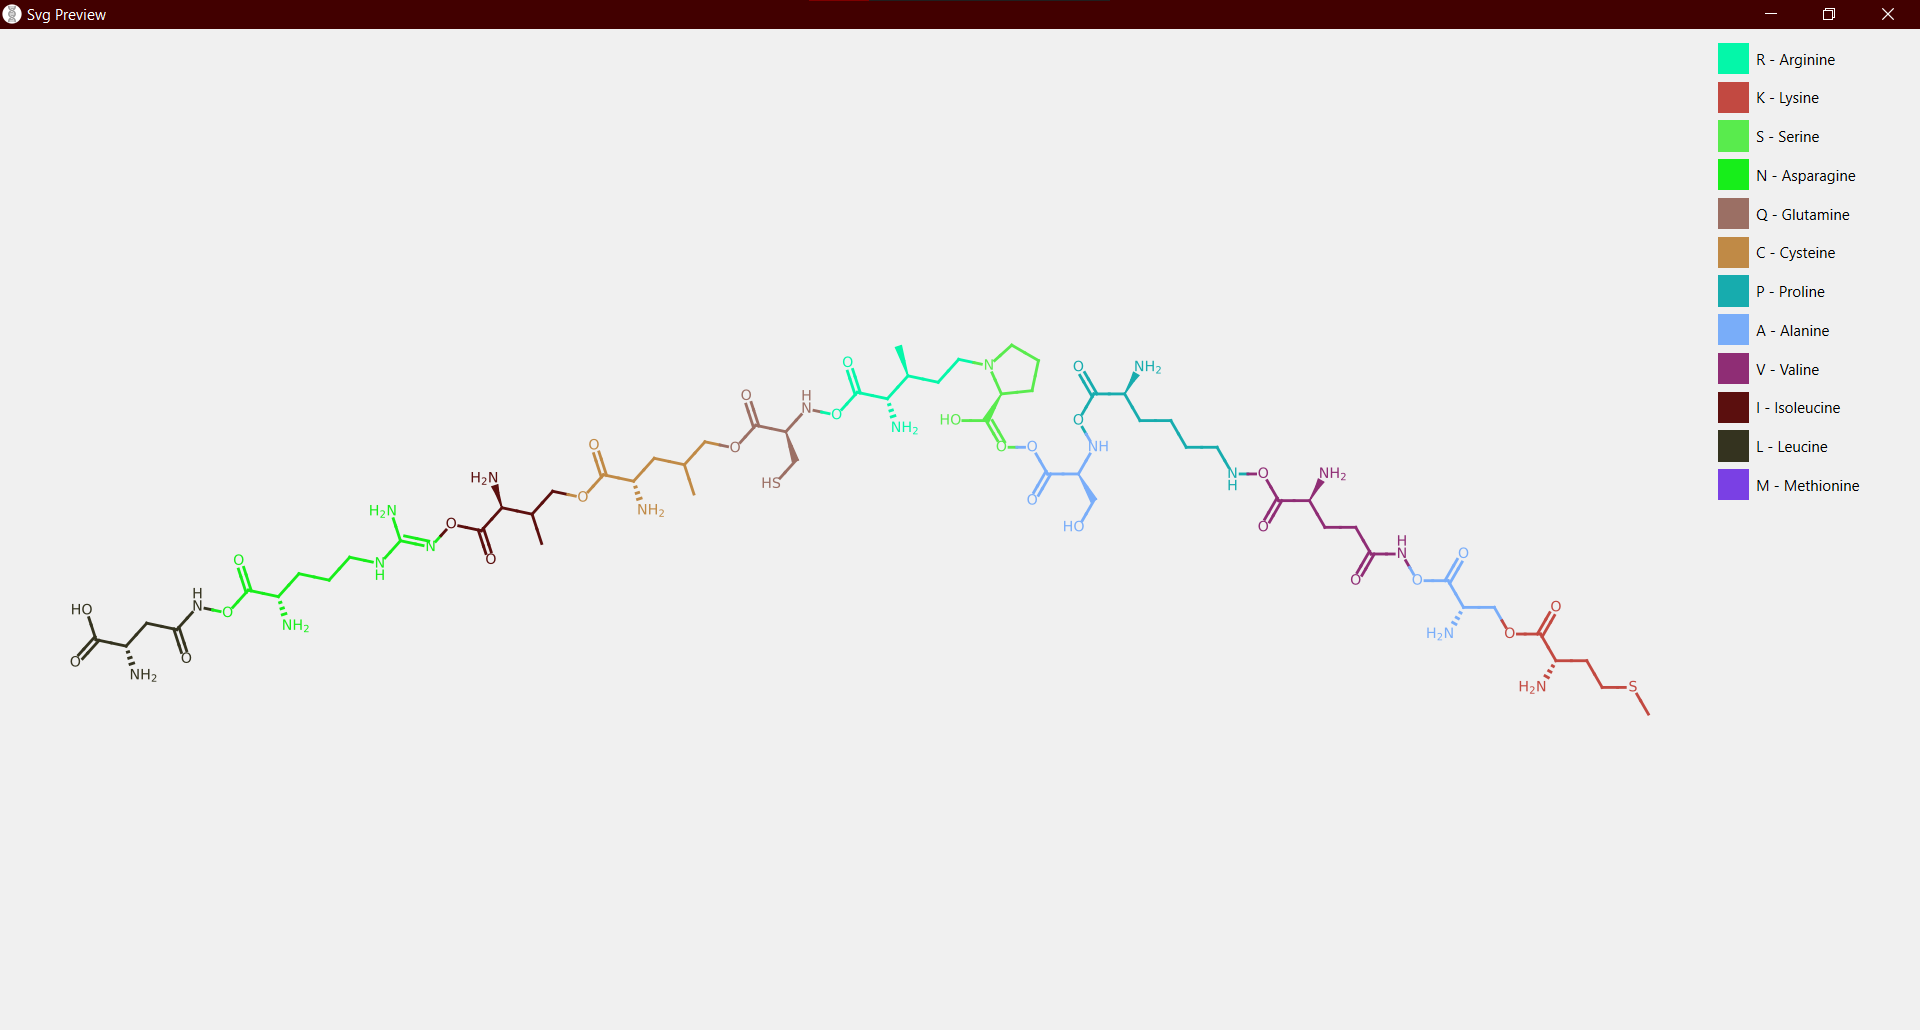 Svg Preview
R - Arginine
K - Lysine
S - Serine
N - Asparagine
Q - Glutamine
C - Cysteine
P - Proline
A - Alanine
V - Valine
I - Isoleucine
L - Leucine
M - Methionine
HO
O
NH₂
O
H
N
O
O
NH₂
N
H
H₂N
N
O
O
H₂N
O
O
NH₂
O
O
HS
H
N
O
O
NH₂
N
HO
O
O
O
HO
NH
O
O
NH₂
N
H
O
O
NH₂
O
H
N
O
O
H₂N
O
O
H₂N
S